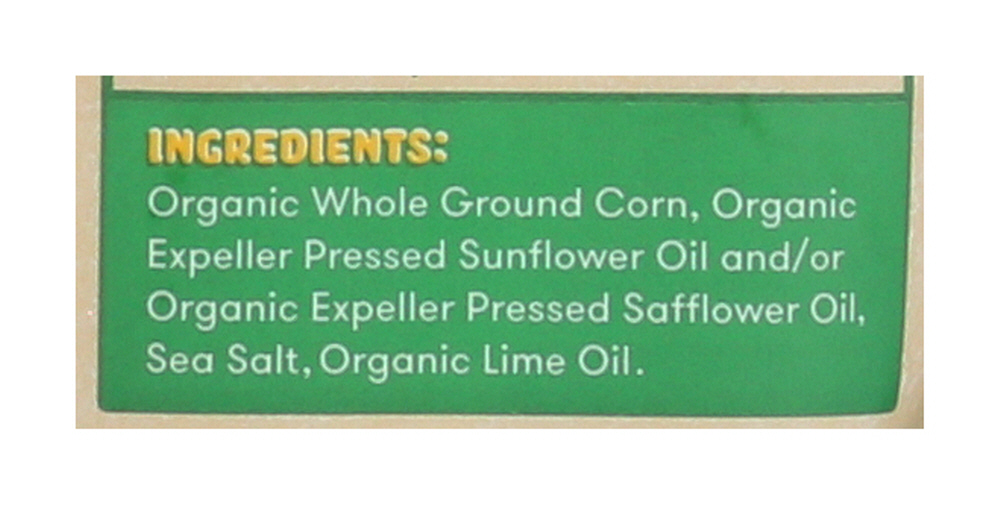 INGREDIENTS:
Organic Whole Ground Corn, Organic
Expeller Pressed Sunflower Oil and/or
Organic Expeller Pressed Safflower Oil,
Sea Salt, Organic Lime Oil.